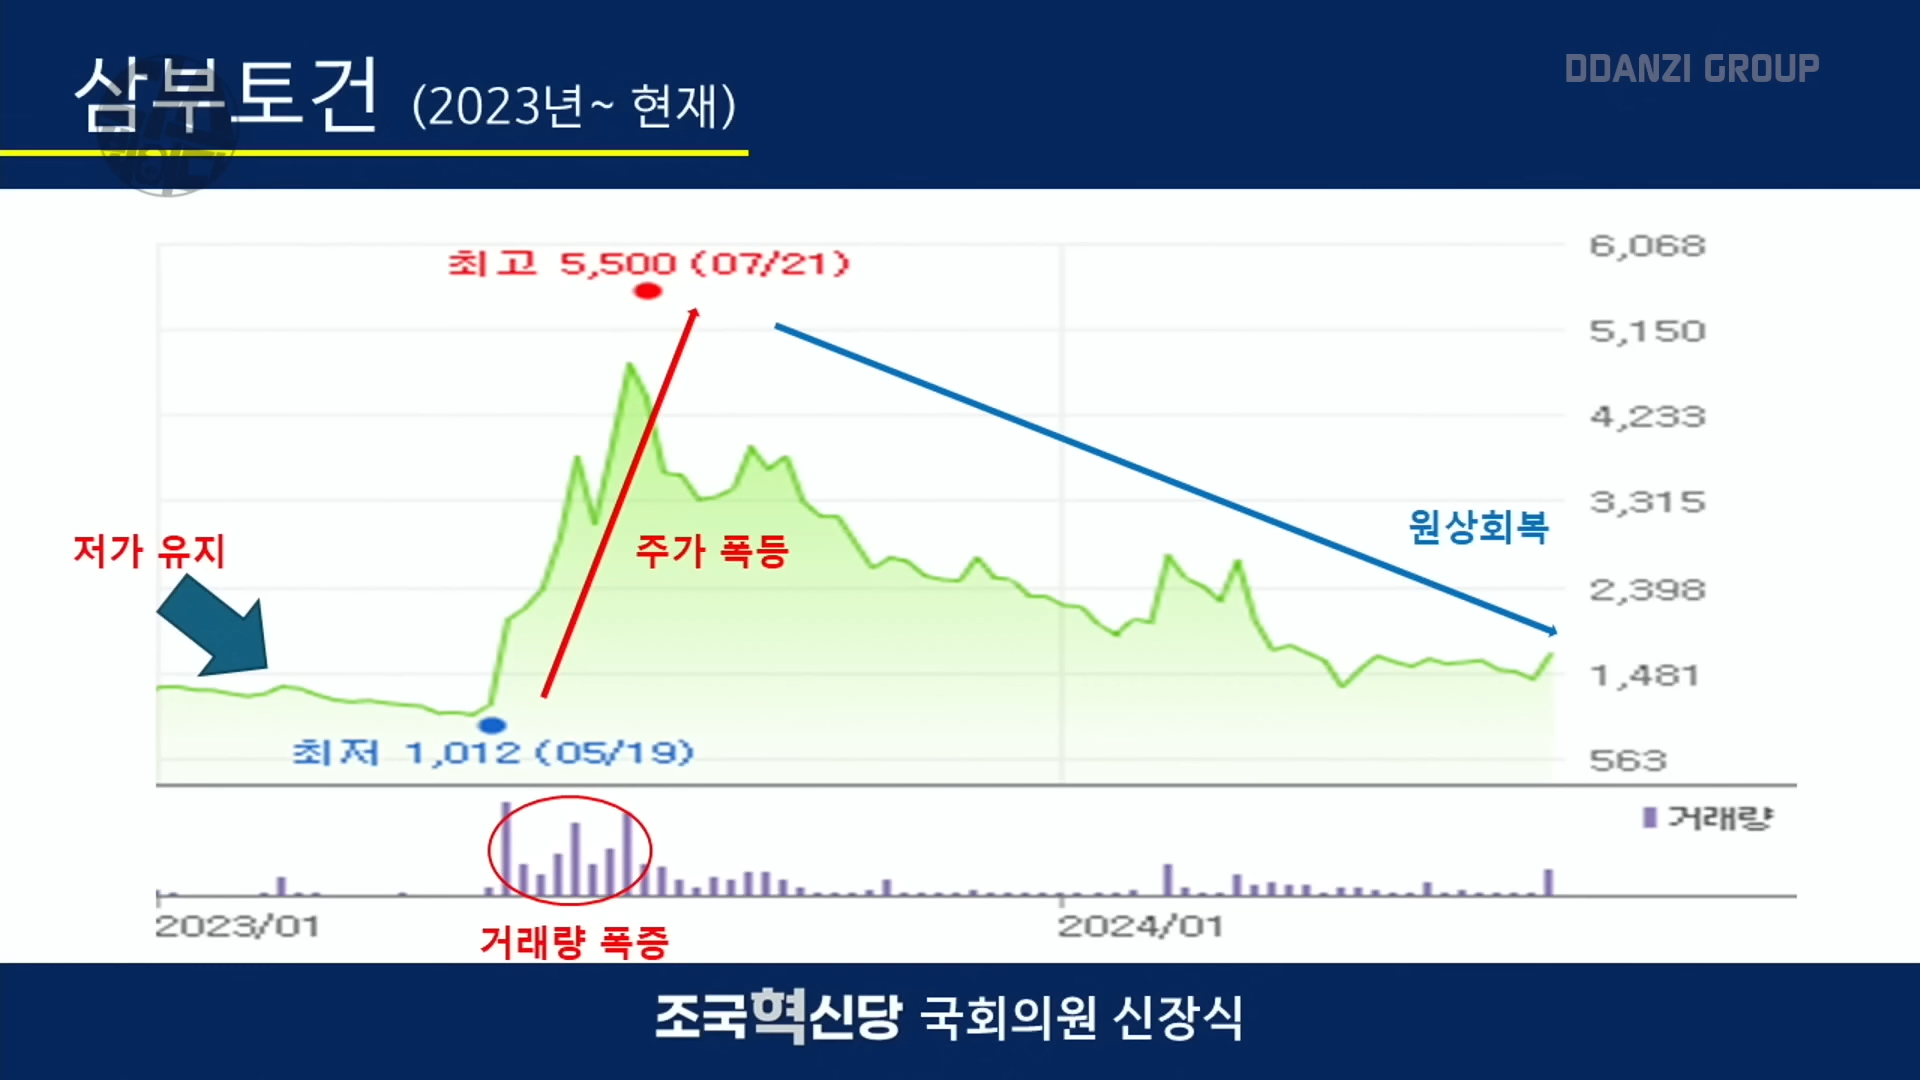 삼부토건 (2023년~ 현재)
DDANZI GROUP
최고 5,500 (07/21)
6,068
5,150
4,233
3,315
2,398
1,481
563
저가 유지
주가 폭등
원상회복
최저 1,012 (05/19)
거래량
2023/01
2024/01
거래량 폭증
조국혁신당 국회의원 신장식